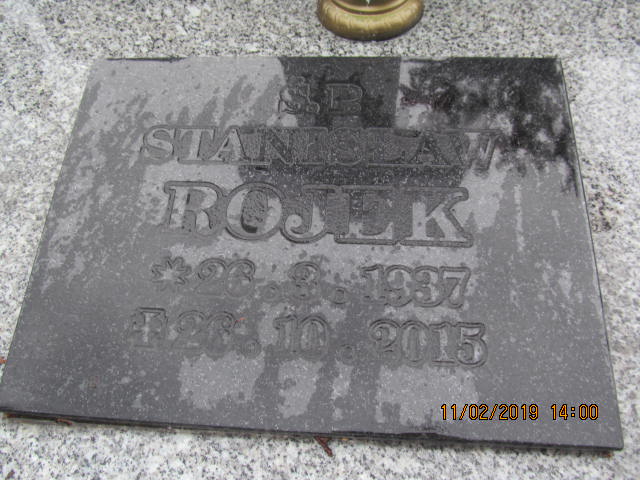 Ś.P.
STANISŁAW
ROJEK
* 26.3.1937
✝ 26.10.2015
11/02/2019 14:00